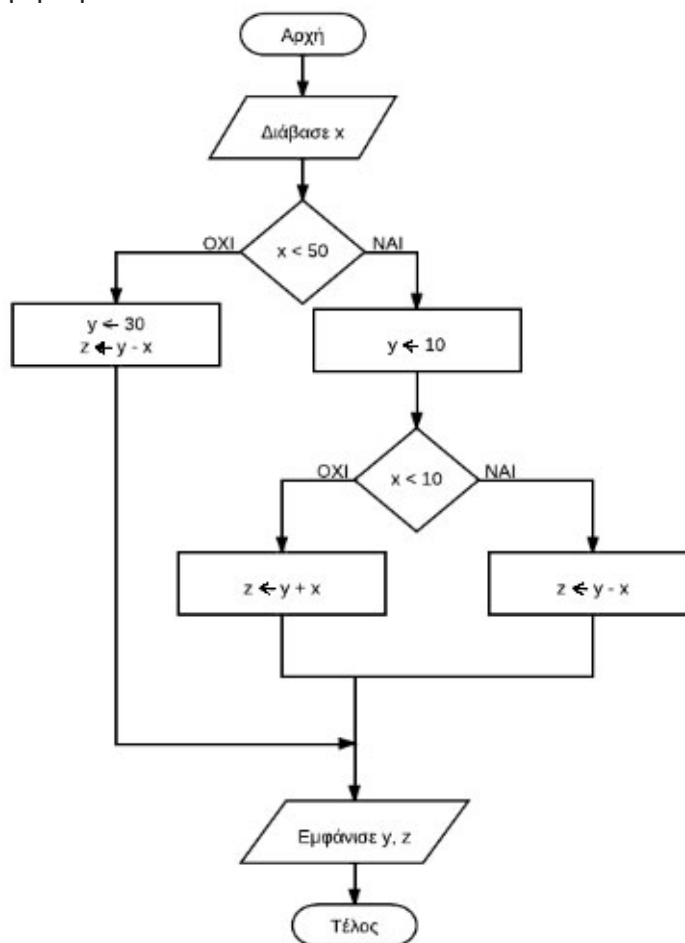 Αρχή
Διάβασε x
x < 50
ΟΧΙ
ΝΑΙ
y ← 30
z ← y - x
y ← 10
x < 10
ΟΧΙ
ΝΑΙ
z ← y + x
z ← y - x
Εμφάνισε y, z
Τέλος